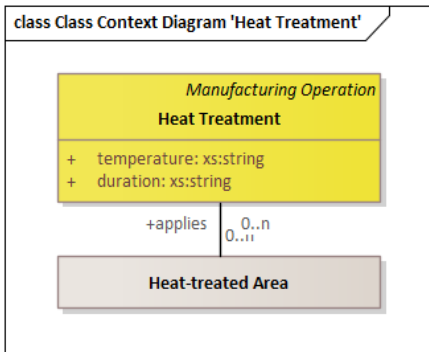 class Class Context Diagram 'Heat Treatment'
Manufacturing Operation
Heat Treatment
+ temperature: xs:string
+ duration: xs:string
+applies 0..n
0..n
Heat-treated Area